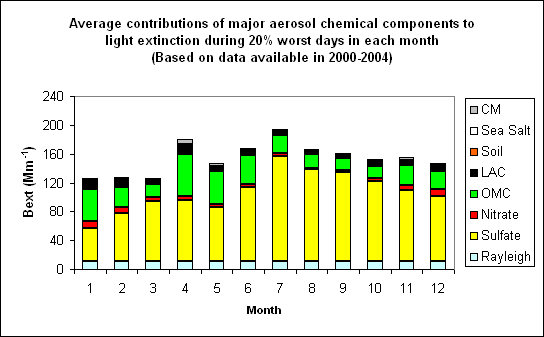 Average contributions of major aerosol chemical components to
light extinction during 20% worst days in each month
(Based on data available in 2000-2004)
240
200
160
120
80
40
0
Bext (Mm-1)
1 2 3 4 5 6 7 8 9 10 11 12
Month
CM
Sea Salt
Soil
LAC
OMC
Nitrate
Sulfate
Rayleigh